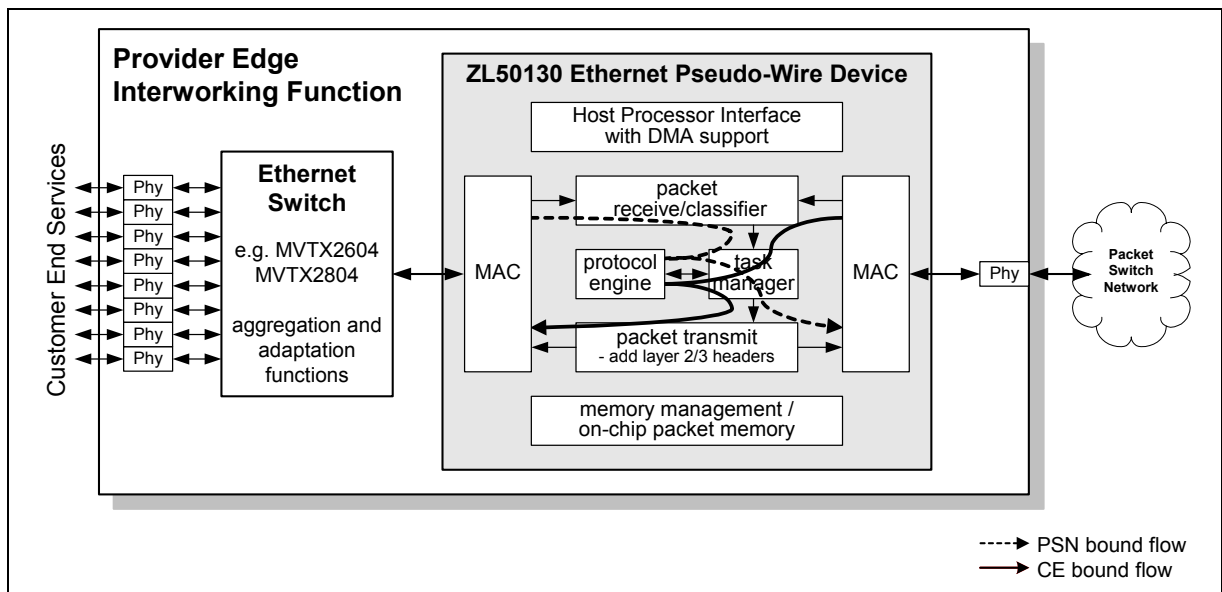 Provider Edge
Interworking Function
ZL50130 Ethernet Pseudo-Wire Device
Host Processor Interface
with DMA support
Customer End Services
Phy
Phy
Phy
Phy
Phy
Phy
Phy
Phy
Ethernet
Switch
e.g. MVTX2604
MVTX2804
aggregation and
adaptation
functions
MAC
packet
receive/classifier
protocol
engine
task
manager
packet transmit
- add layer 2/3 headers
memory management /
on-chip packet memory
MAC
Phy
Packet
Switch
Network
PSN bound flow
CE bound flow